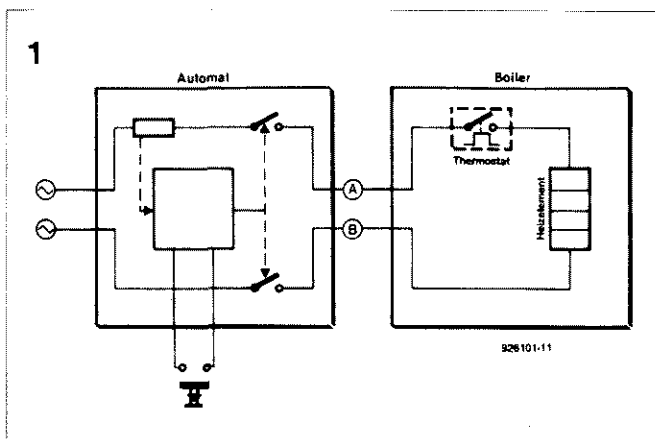 1
Automat
Boiler
Thermostat
A
B
Heizelement
926101-11